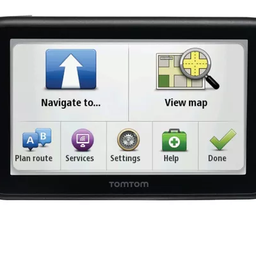 Navigate to...
View map
A B
Plan route
Services
Settings
Help
Done
TOMTOM